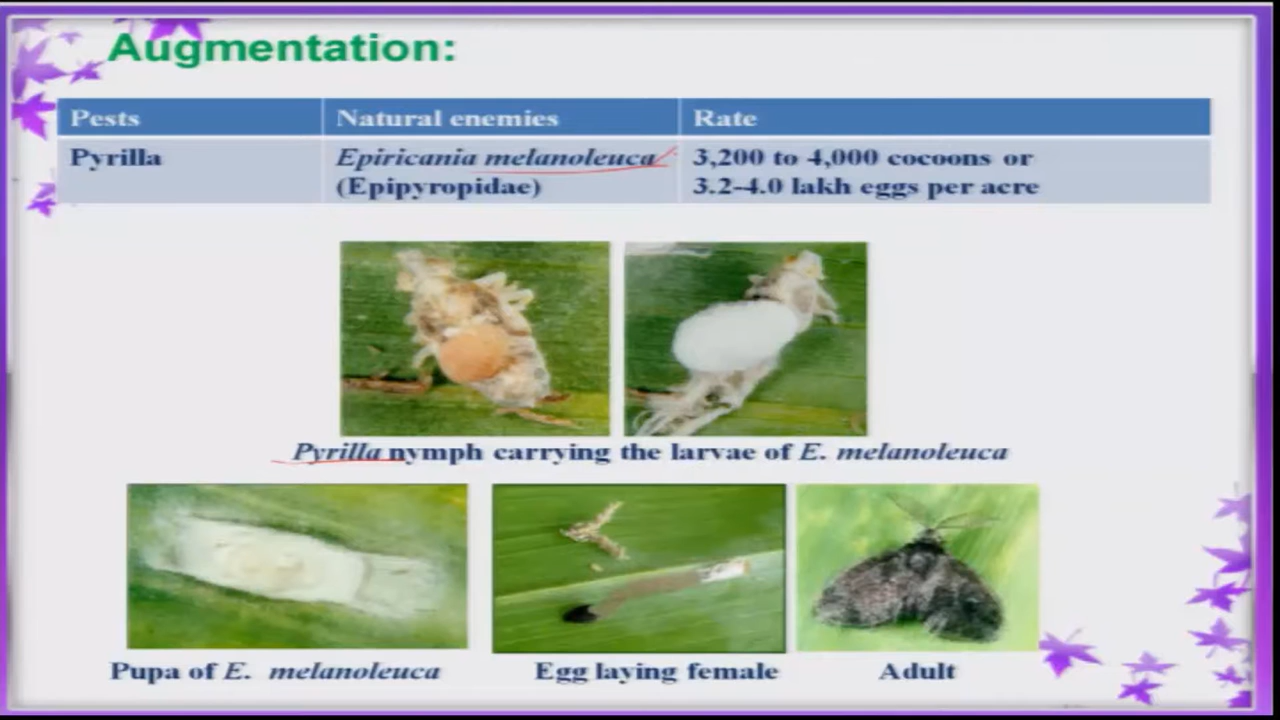 Augmentation:
Pests Natural enemies Rate
Pyrilla Epiricania melanoleuca 3,200 to 4,000 cocoons or
(Epipyropidae) 3.2-4.0 lakh eggs per acre
Pyrilla nymph carrying the larvae of E. melanoleuca
Pupa of E. melanoleuca Egg laying female Adult